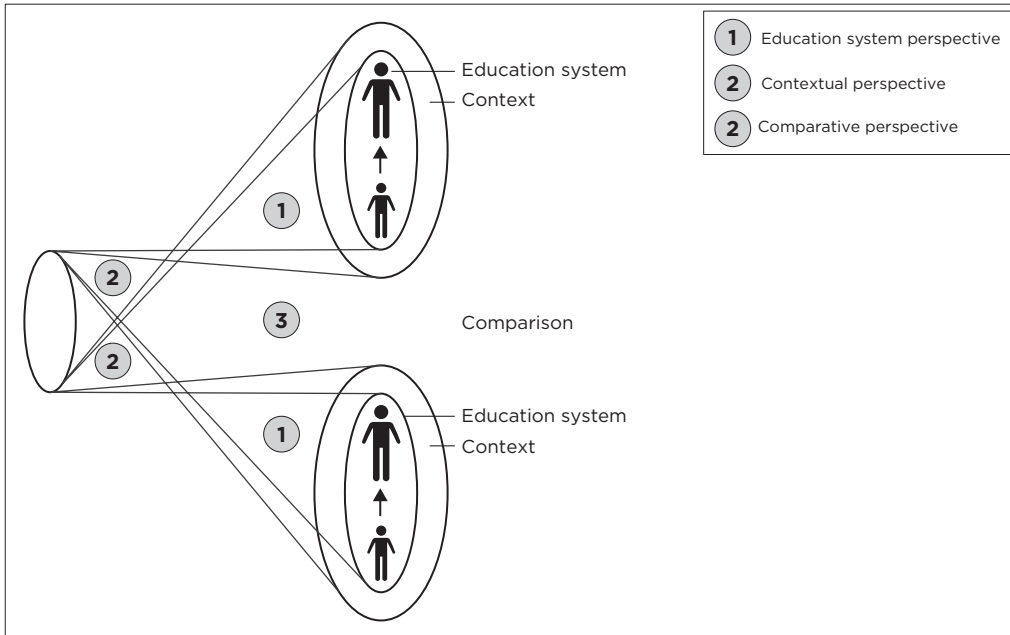 1 Education system perspective
2 Contextual perspective
2 Comparative perspective
Education system
Context
1
2
3 Comparison
2
Education system
1
Context